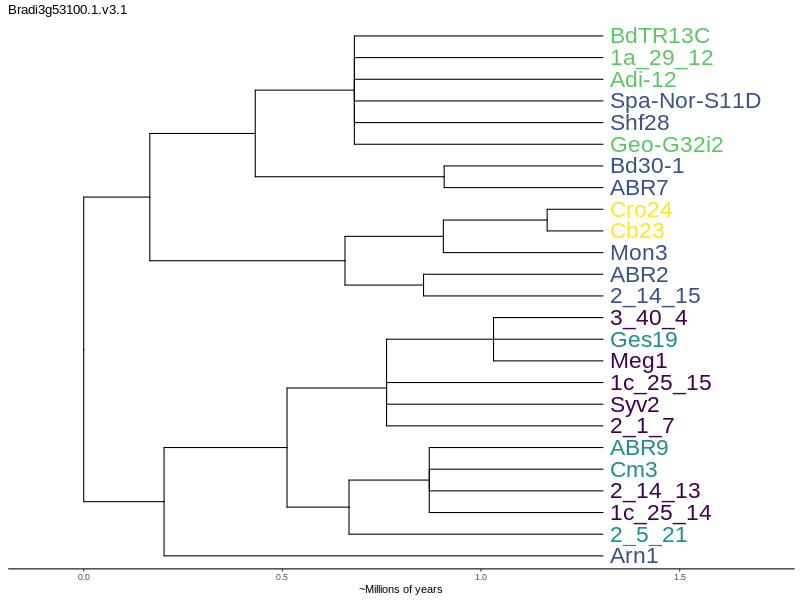 Bradi3g53100.1.v3.1
BdTR13C
1a_29_12
Adi-12
Spa-Nor-S11D
Shf28
Geo-G32i2
Bd30-1
ABR7
Cro24
Cb23
Mon3
ABR2
2_14_15
3_40_4
Ges19
Meg1
1c_25_15
Syv2
2_1_7
ABR9
Cm3
2_14_13
1c_25_14
2_5_21
Arn1
0.0 0.5 1.0 1.5
~Millions of years